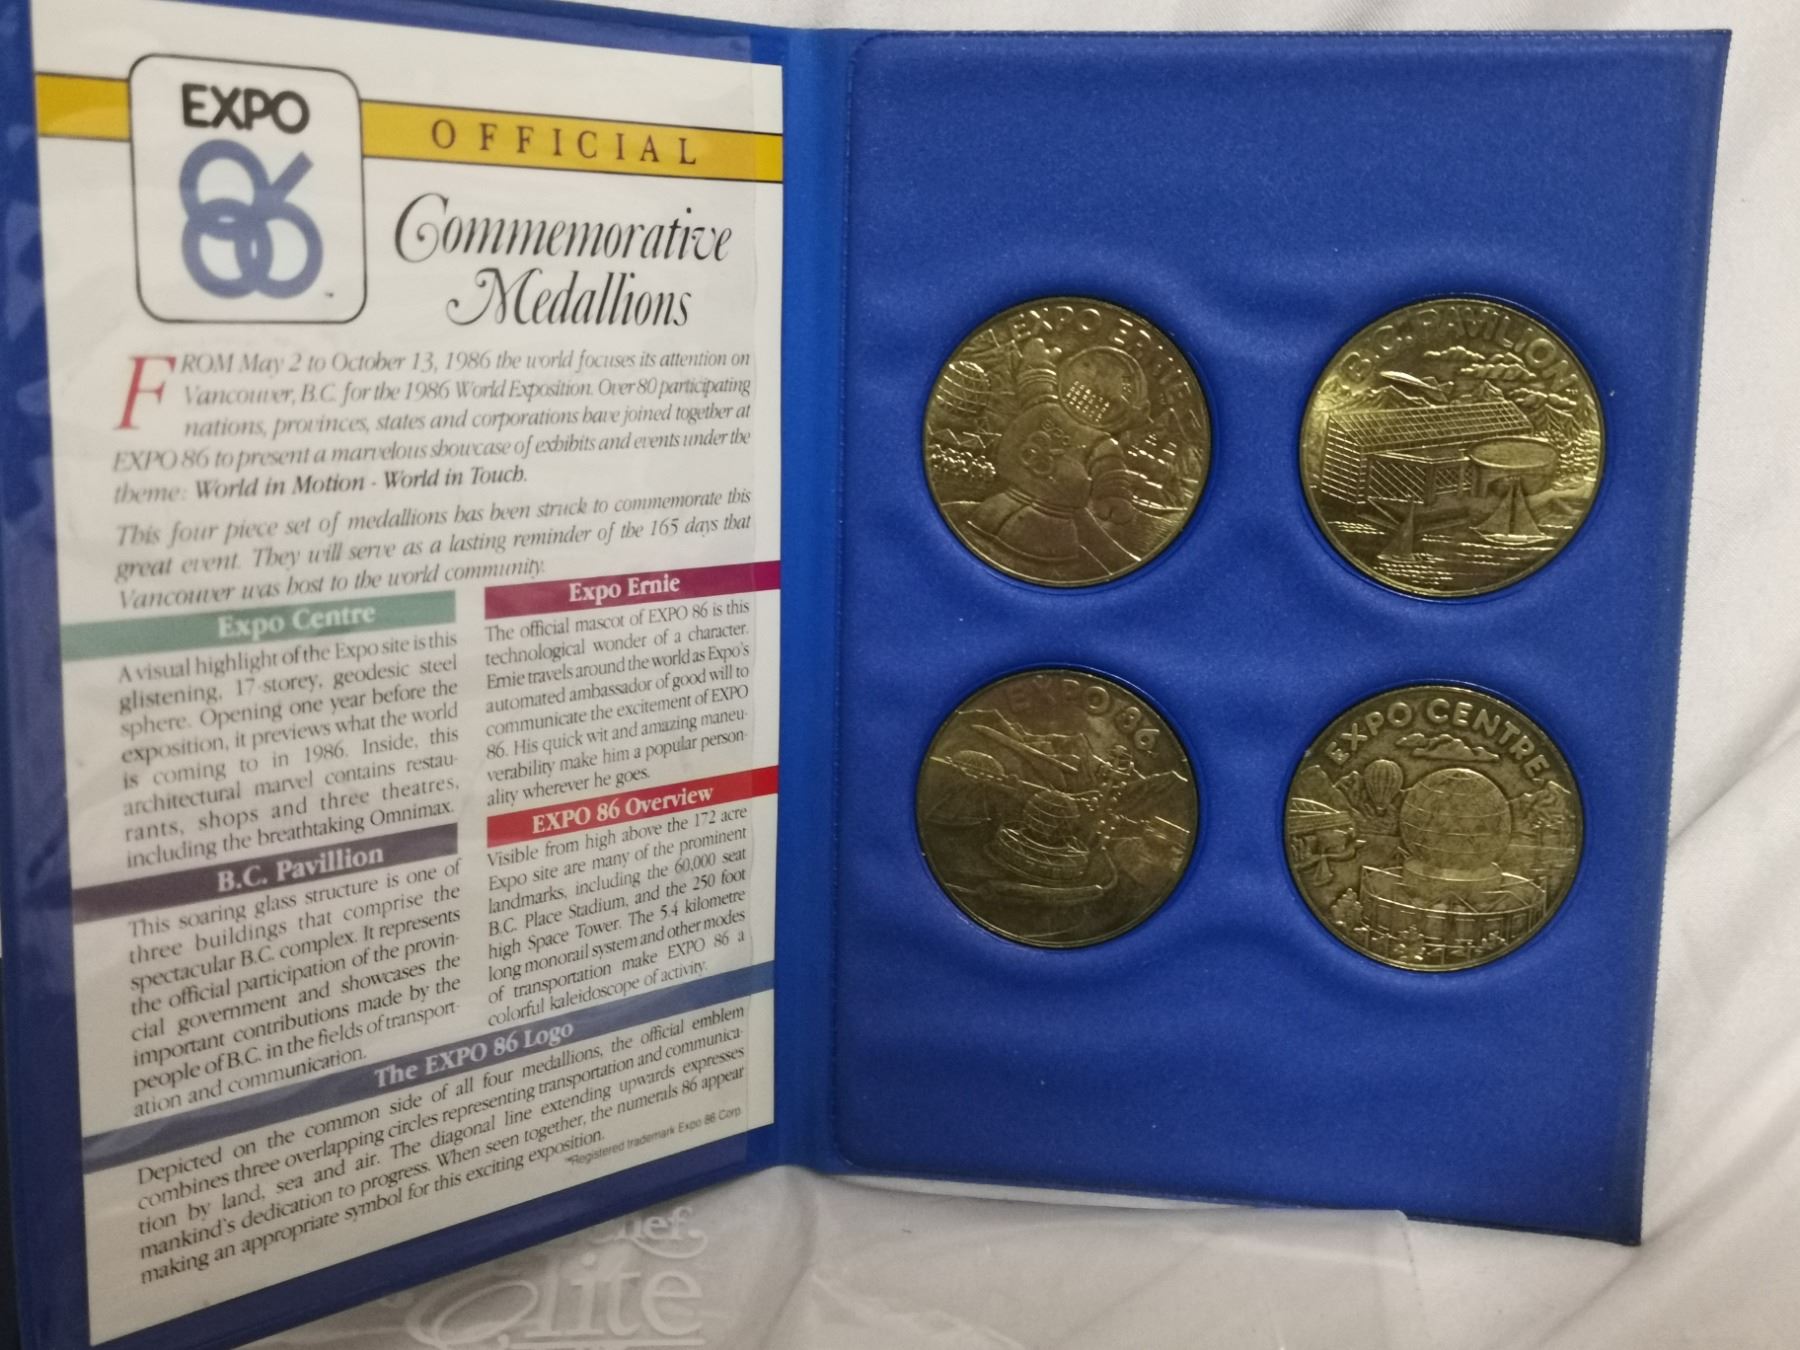 EXPO
86
OFFICIAL
Commemorative
Medallions
FROM May 2 to October 13, 1986 the world focuses its attention on
Vancouver, B.C. for the 1986 World Exposition. Over 80 participating
nations, provinces, states and corporations have joined together at
EXPO 86 to present a marvelous showcase of exhibits and events under the
theme: World in Motion - World in Touch.
This four piece set of medallions has been struck to commemorate this
great event. They will serve as a lasting reminder of the 165 days that
Vancouver was host to the world community.
Expo Centre
A visual highlight of the Expo site is this
glistening, 17-storey, geodesic steel
sphere. Opening one year before the
exposition, it previews what the world
is coming to in 1986. Inside, this
architectural marvel contains restau-
rants, shops and three theatres,
including the breathtaking Omnimax.
B.C. Pavillion
This soaring glass structure is one of
three buildings that comprise the
spectacular B.C. complex. It represents
the official participation of the provin-
cial government and showcases the
important contributions made by the
people of B.C. in the fields of transport-
ation and communication.
Expo Ernie
The official mascot of EXPO 86 is this
technological wonder of a character.
Ernie travels around the world as Expo's
automated ambassador of good will to
communicate the excitement of EXPO
86. His quick wit and amazing maneu-
verability make him a popular person-
ality wherever he goes.
EXPO 86 Overview
Visible from high above the 172 acre
Expo site are many of the prominent
landmarks, including the 60,000 seat
B.C. Place Stadium, and the 250 foot
high Space Tower. The 5.4 kilometre
long monorail system and other modes
of transportation make EXPO 86 a
colorful kaleidoscope of activity.
The EXPO 86 Logo
Depicted on the common side of all four medallions, the official emblem
combines three overlapping circles representing transportation and communica-
tion by land, sea and air. The diagonal line extending upwards expresses
mankind's dedication to progress. When seen together, the numerals 86 appear
making an appropriate symbol for this exciting exposition.
™Registered trademark Expo 86 Corp.
EXPO ERNIE
EXPO
86
B.C. PAVILION
EXPO 86
EXPO CENTRE
Elite